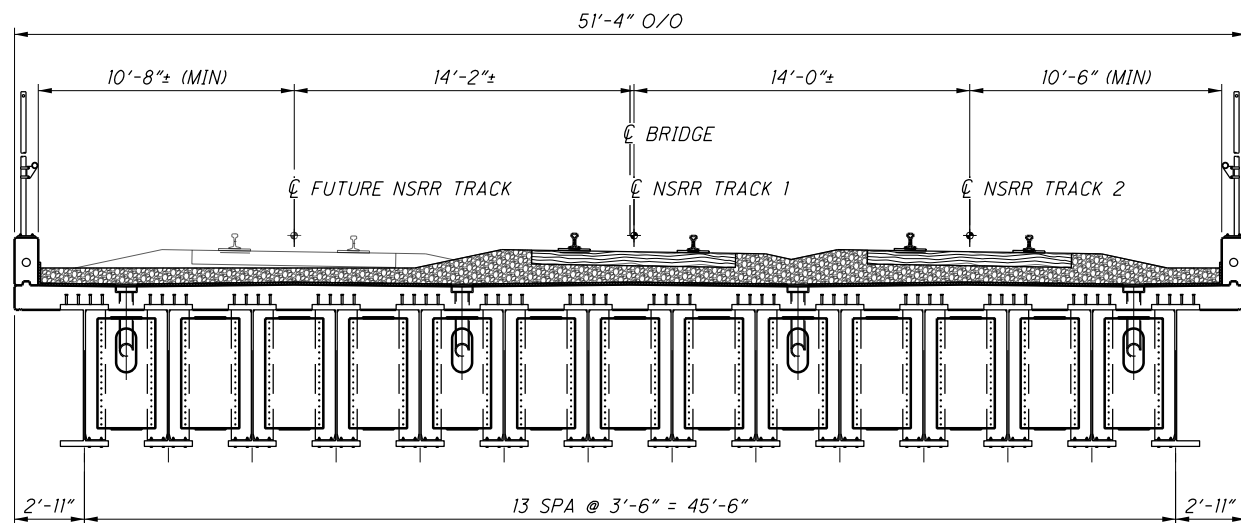 51'-4" O/O
10'-8"± (MIN)
14'-2"±
14'-0"±
10'-6" (MIN)
℄ BRIDGE
℄ FUTURE NSRR TRACK
℄ NSRR TRACK 1
℄ NSRR TRACK 2
2'-11"
13 SPA @ 3'-6" = 45'-6"
2'-11"